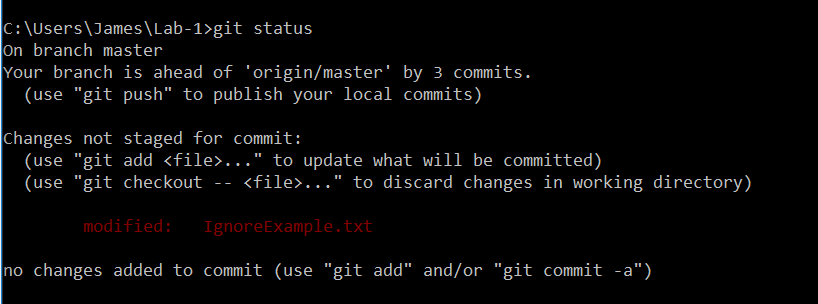 C:\Users\James\Lab-1>git status
On branch master
Your branch is ahead of 'origin/master' by 3 commits.
  (use "git push" to publish your local commits)
Changes not staged for commit:
  (use "git add <file>..." to update what will be committed)
  (use "git checkout -- <file>..." to discard changes in working directory)
        modified:   IgnoreExample.txt
no changes added to commit (use "git add" and/or "git commit -a")